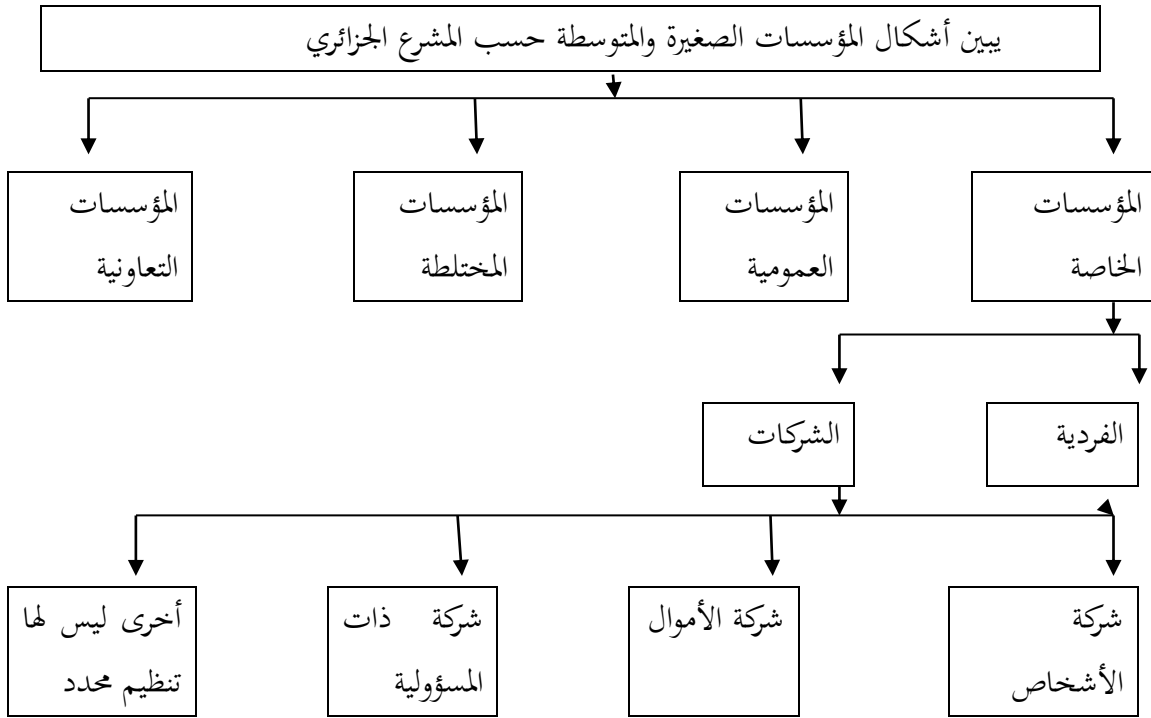 يبين أشكال المؤسسات الصغيرة والمتوسطة حسب المشرع الجزائري
المؤسسات
الخاصة
المؤسسات
العمومية
المؤسسات
المختلطة
المؤسسات
التعاونية
الفردية
الشركات
شركة
الأشخاص
شركة الأموال
شركة ذات
المسؤولية
أخرى ليس لها
تنظيم محدد